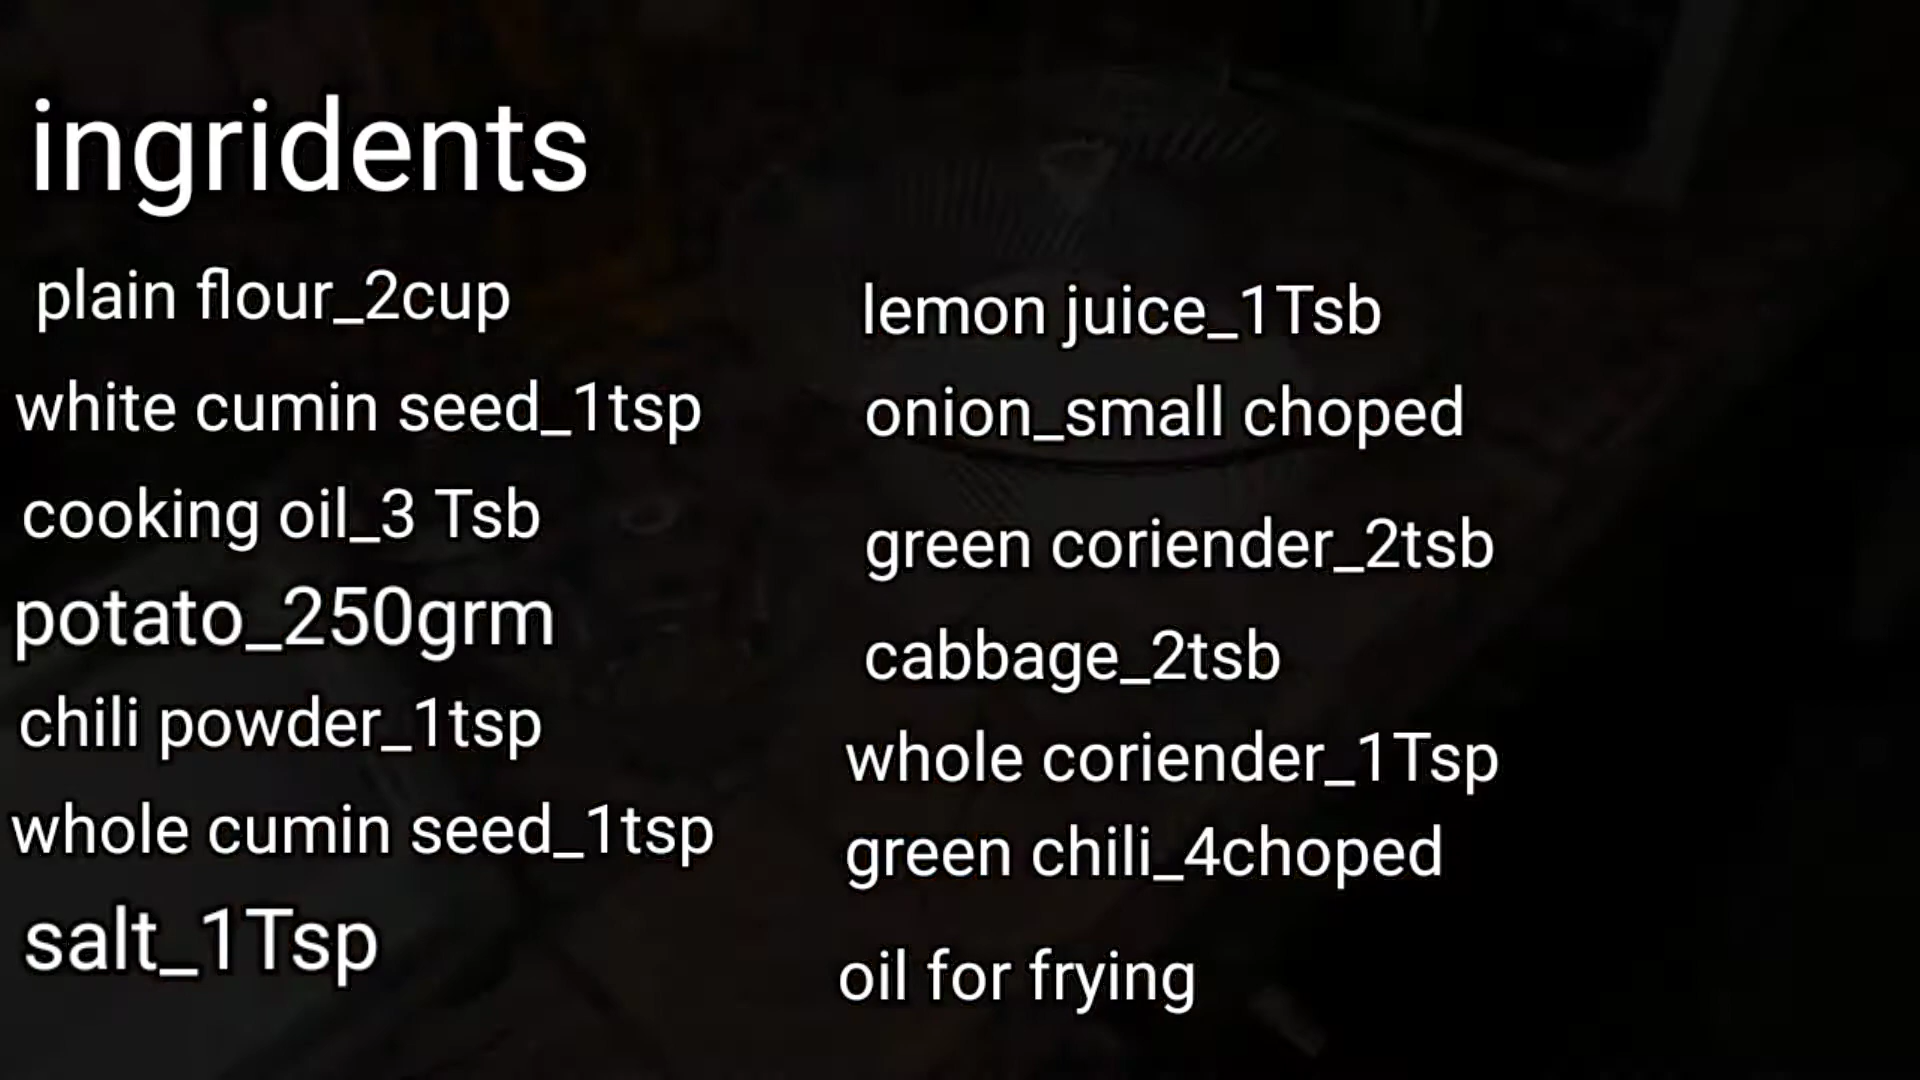 ingridents
plain flour_2cup
white cumin seed_1tsp
cooking oil_3 Tsb
potato_250grm
chili powder_1tsp
whole cumin seed_1tsp
salt_1Tsp
lemon juice_1Tsb
onion_small choped
green coriender_2tsb
cabbage_2tsb
whole coriender_1Tsp
green chili_4choped
oil for frying